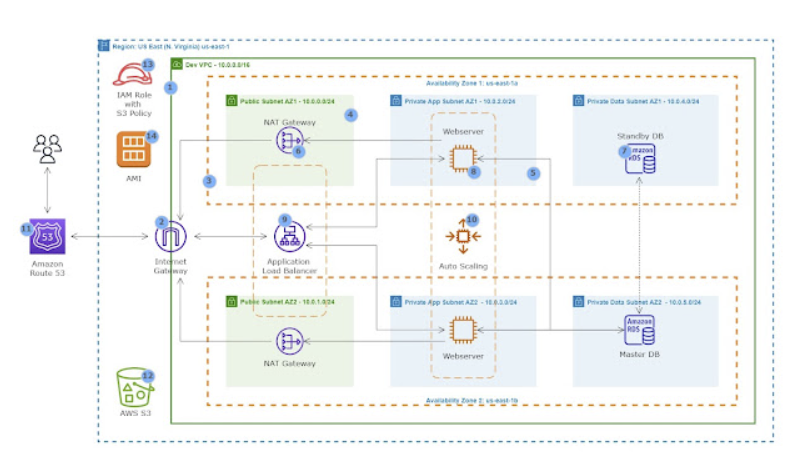 Region: US East (N. Virginia) us-east-1
13
Dev VPC - 10.0.0.0/16
1
IAM Role
with
S3 Policy
Availability Zone 1: us-east-1a
Public Subnet AZ1 - 10.0.0.0/24
Private App Subnet AZ1 - 10.0.2.0/24
Private Data Subnet AZ1 - 10.0.4.0/24
4
NAT Gateway
6
Webserver
8
Standby DB
7
Amazon
RDS
14
AMI
3
5
11
53
Amazon
Route 53
2
Internet
Gateway
9
Application
Load Balancer
10
Auto Scaling
Public Subnet AZ2 - 10.0.1.0/24
Private App Subnet AZ2 - 10.0.3.0/24
Private Data Subnet AZ2 - 10.0.5.0/24
NAT Gateway
Webserver
Amazon
RDS
Master DB
12
AWS S3
Availability Zone 2: us-east-1b